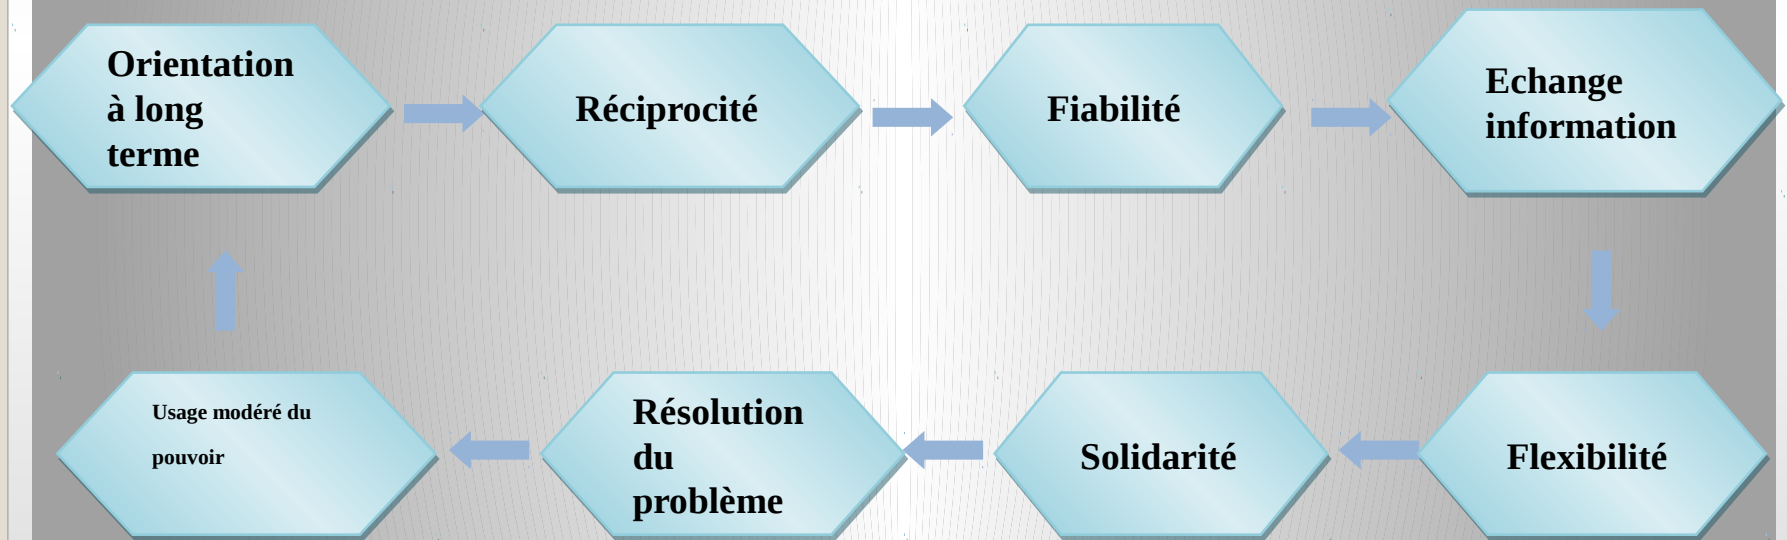 Orientation
à long
terme
Réciprocité
Fiabilité
Echange
information
Usage modéré du
pouvoir
Résolution
du
problème
Solidarité
Flexibilité